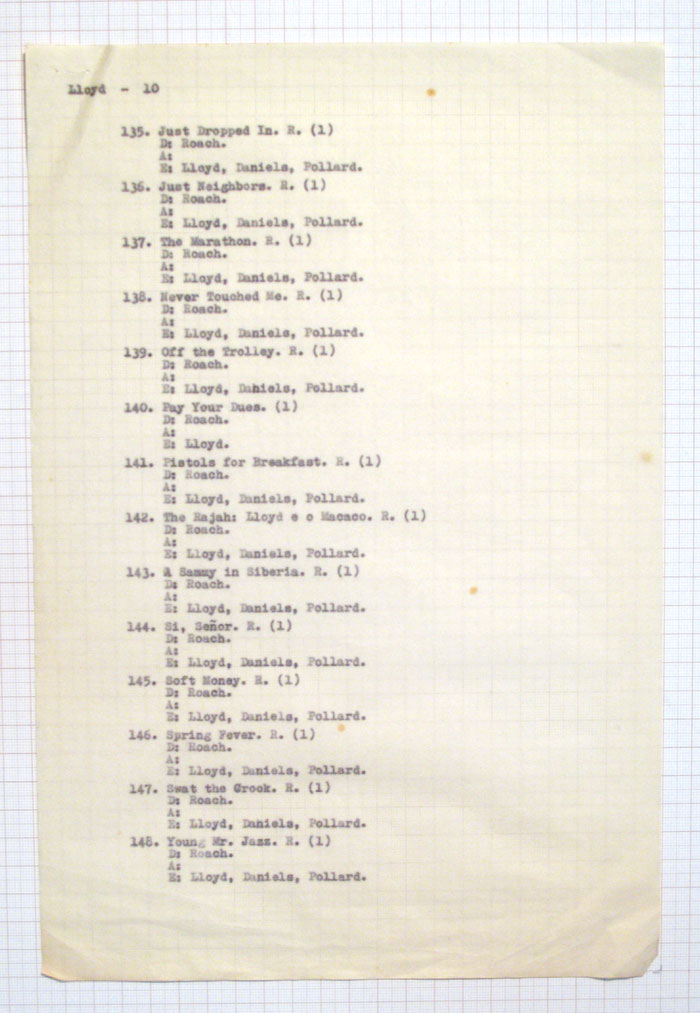 Lloyd - 10
135. Just Dropped In. R. (1)
D: Roach.
A:
E: Lloyd, Daniels, Pollard.
136. Just Neighbors. R. (1)
D: Roach.
A:
E: Lloyd, Daniels, Pollard.
137. The Marathon. R. (1)
D: Roach.
A:
E: Lloyd, Daniels, Pollard.
138. Never Touched Me. R. (1)
D: Roach.
A:
E: Lloyd, Daniels, Pollard.
139. Off the Trolley. R. (1)
D: Roach.
A:
E: Lloyd, Daniels, Pollard.
140. Pay Your Dues. (1)
D: Roach.
A:
E: Lloyd.
141. Pistols for Breakfast. R. (1)
D: Roach.
A:
E: Lloyd, Daniels, Pollard.
142. The Rajah: Lloyd e o Macaco. R. (1)
D: Roach.
A:
E: Lloyd, Daniels, Pollard.
143. A Sammy in Siberia. R. (1)
D: Roach.
A:
E: Lloyd, Daniels, Pollard.
144. Si, Señor. R. (1)
D: Roach.
A:
E: Lloyd, Daniels, Pollard.
145. Soft Money. R. (1)
D: Roach.
A:
E: Lloyd, Daniels, Pollard.
146. Spring Fever. R. (1)
D: Roach.
A:
E: Lloyd, Daniels, Pollard.
147. Swat the Crook. R. (1)
D: Roach.
A:
E: Lloyd, Daniels, Pollard.
148. Young Mr. Jazz. R. (1)
D: Roach.
A:
E: Lloyd, Daniels, Pollard.